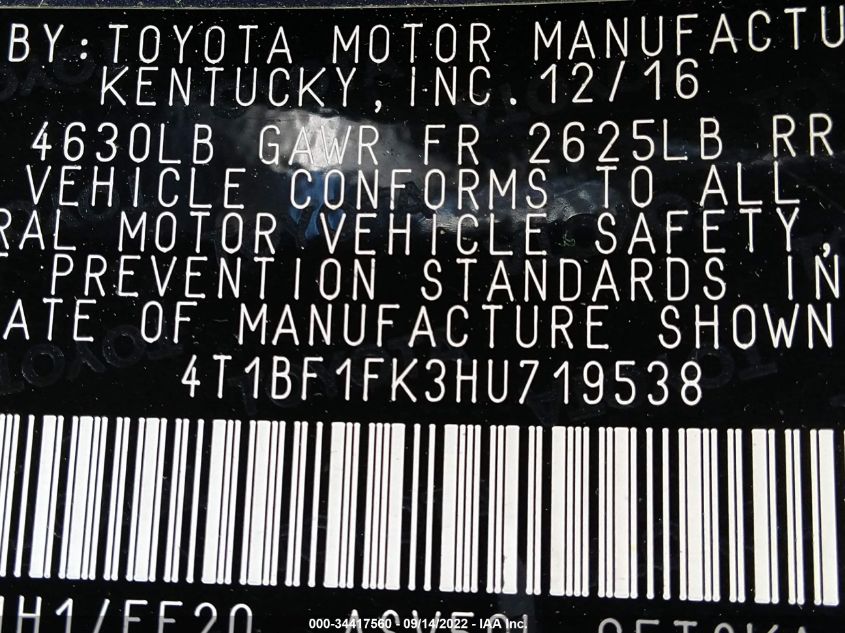 BY: TOYOTA MOTOR MANUFACTU
KENTUCKY, INC. 12/16
4630LB GAWR FR 2625LB RR
VEHICLE CONFORMS TO ALL
RAL MOTOR VEHICLE SAFETY,
PREVENTION STANDARDS IN
ATE OF MANUFACTURE SHOWN
4T1BF1FK3HU719538
000-34417560 - 09/14/2022 - IAA Inc.